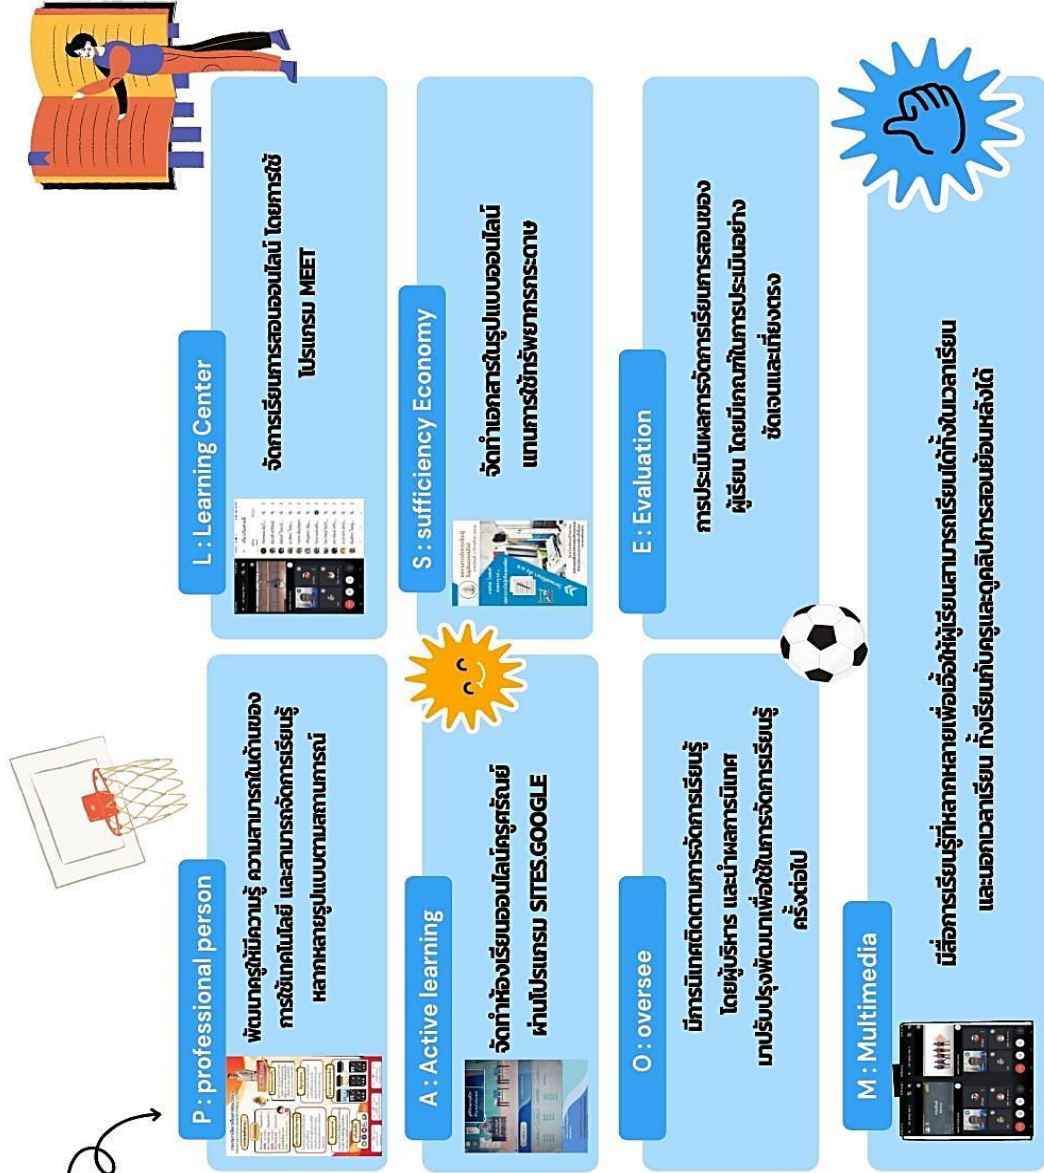 P : professional person
พัฒนาครูให้มีความรู้ ความสามารถในด้านของ
การใช้เทคโนโลยี และสามารถจัดการเรียนรู้
หลากหลายรูปแบบตามสถานการณ์
L : Learning Center
จัดการเรียนการสอนออนไลน์ โดยการใช้
โปรแกรม MEET
A : Active learning
จัดทำห้องเรียนออนไลน์ครูศรัณย์
ผ่านโปรแกรม SITES.GOOGLE
S : sufficiency Economy
จัดทำเอกสารในรูปแบบออนไลน์
แทนการใช้ทรัพยากรกระดาษ
O : oversee
มีการนิเทศติดตามการจัดการเรียนรู้
โดยผู้บริหาร และนำผลการนิเทศ
มาปรับปรุงพัฒนาเพื่อใช้ในการจัดการเรียนรู้
ครั้งต่อไป
E : Evaluation
การประเมินผลการจัดการเรียนการสอนของ
ผู้เรียน โดยมีเกณฑ์ในการประเมินอย่าง
ชัดเจนและเที่ยงตรง
M : Multimedia
มีสื่อการเรียนรู้ที่หลากหลายเพื่อเอื้อให้ผู้เรียนสามารถเรียนได้ทั้งในเวลาเรียน
และนอกเวลาเรียน ทั้งเรียนกับครูและดูคลิปการสอนย้อนหลังได้